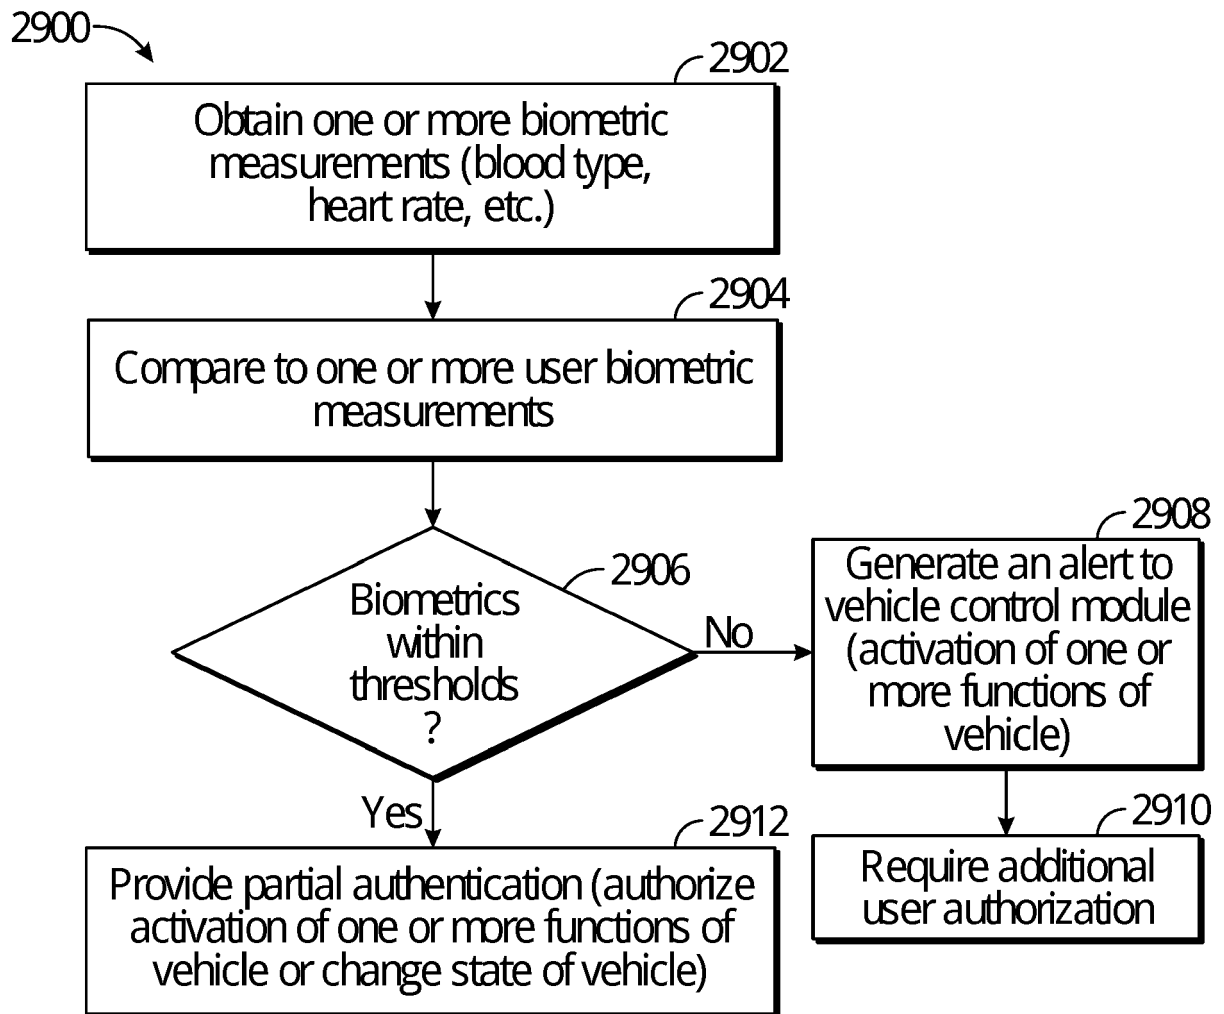 2900
2902
Obtain one or more biometric
measurements (blood type,
heart rate, etc.)
2904
Compare to one or more user biometric
measurements
2906
Biometrics
within
thresholds
?
No
2908
Generate an alert to
vehicle control module
(activation of one or
more functions of
vehicle)
2910
Require additional
user authorization
Yes
2912
Provide partial authentication (authorize
activation of one or more functions of
vehicle or change state of vehicle)